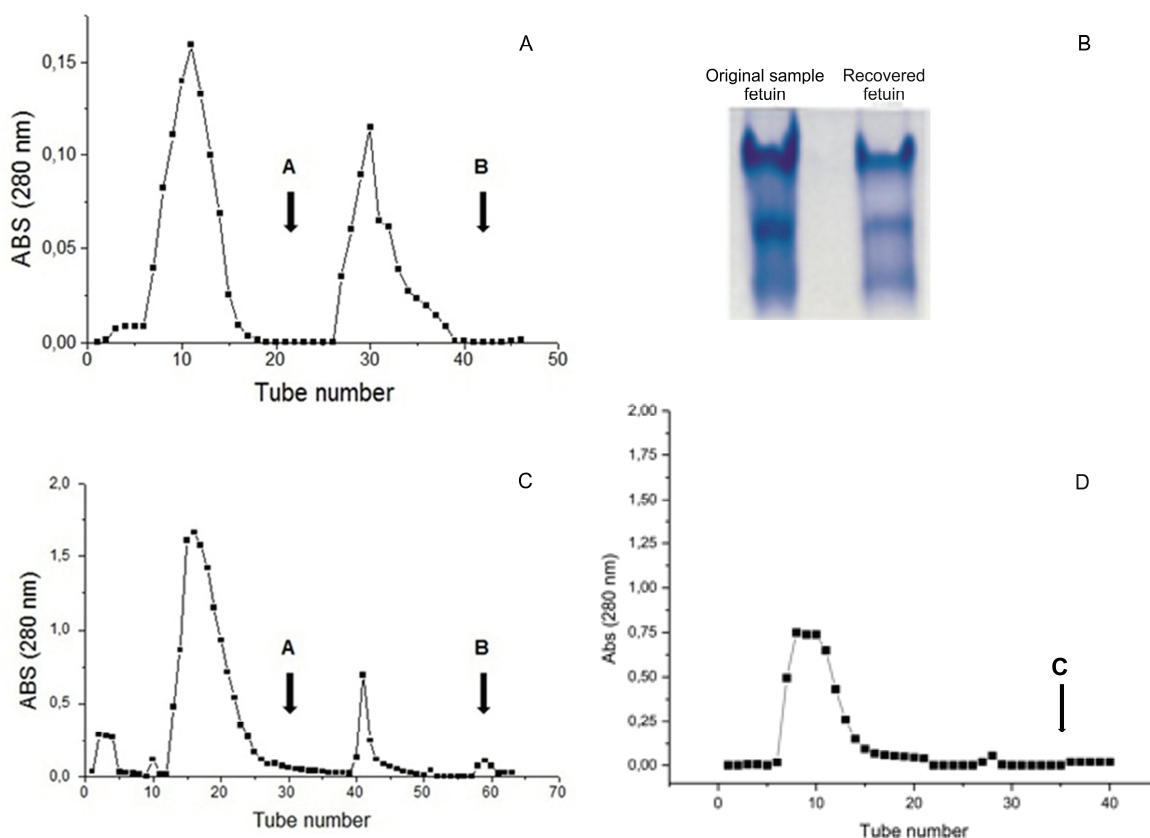 A
ABS (280 nm)
0,15
0,10
0,05
0,00
A
B
0 10 20 30 40 50
Tube number
B
Original sample Recovered
fetuin fetuin
C
ABS (280 nm)
2,0
1,5
1,0
0,5
0,0
A
B
0 10 20 30 40 50 60 70
Tube number
D
Abs (280 nm)
2,00
1,75
1,50
1,25
1,00
0,75
0,50
0,25
0,00
C
0 10 20 30 40
Tube number